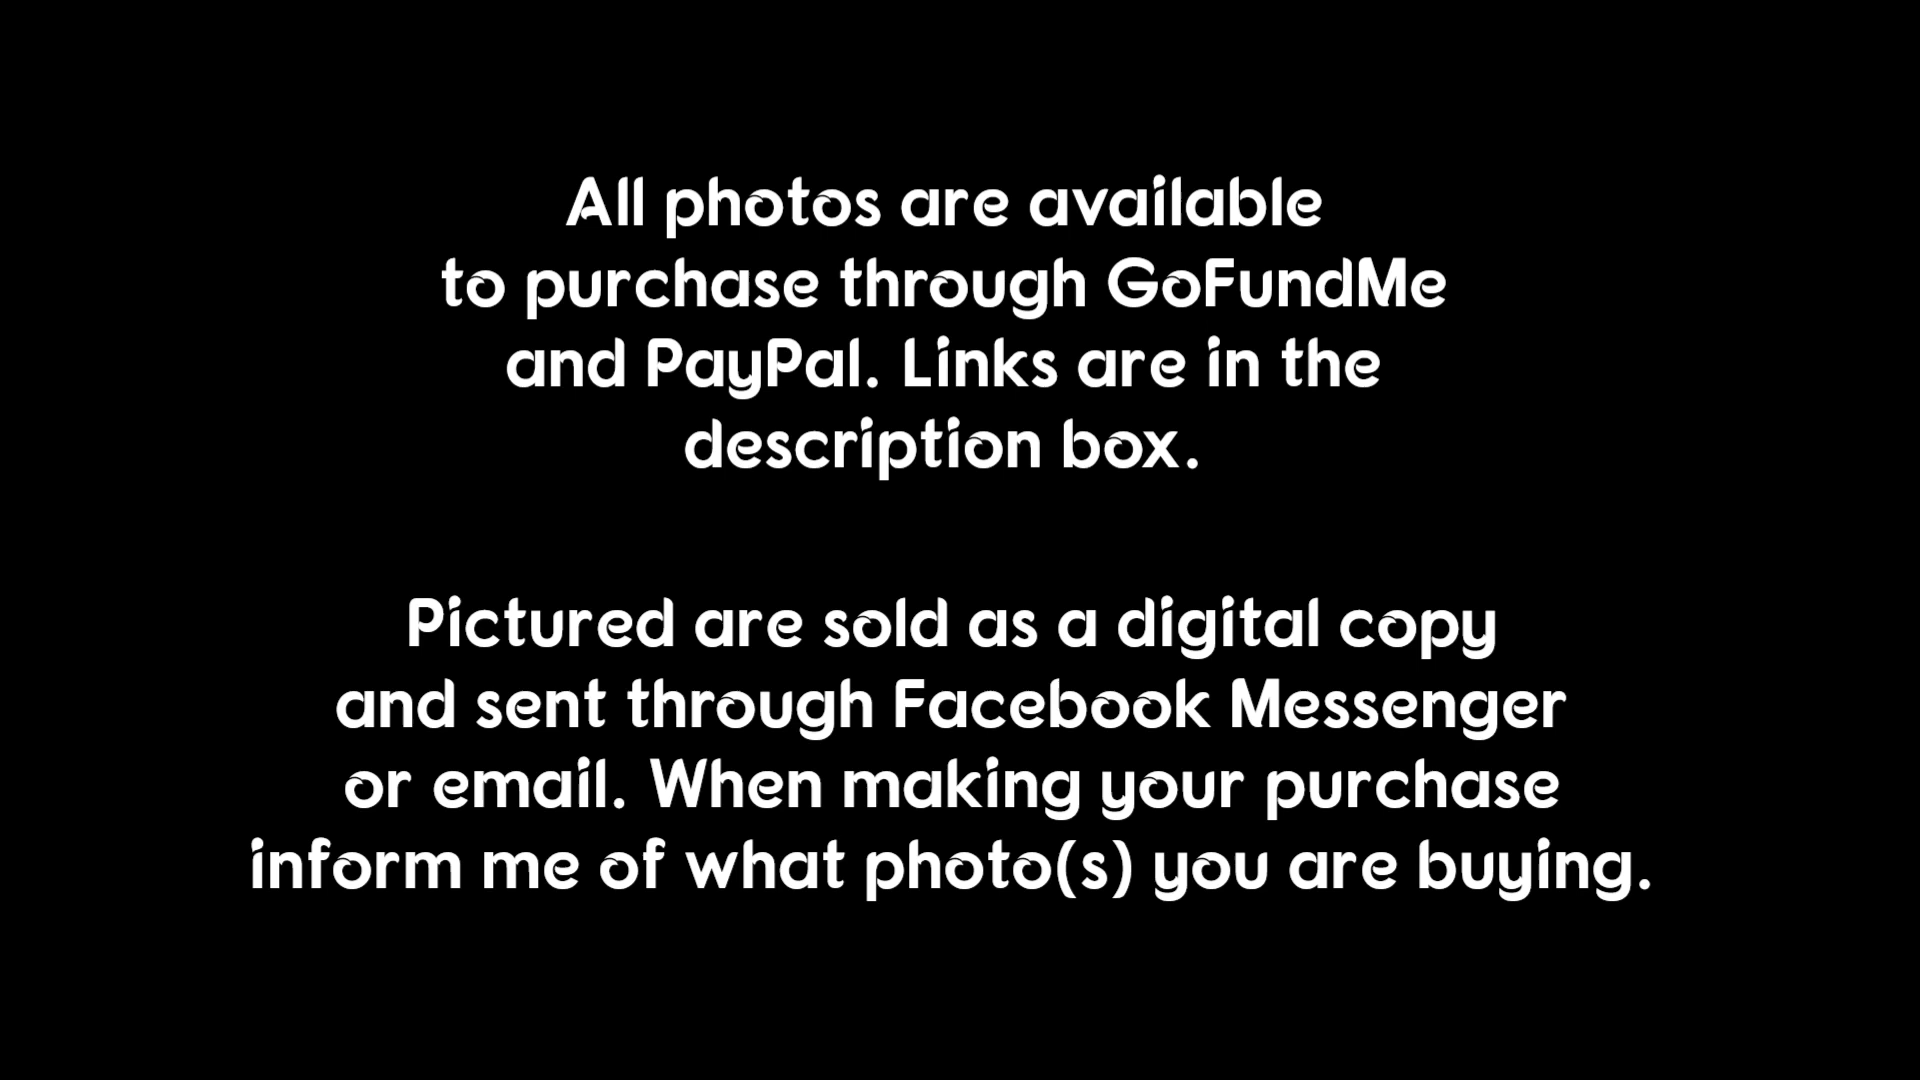 All photos are available
to purchase through GoFundMe
and PayPal. Links are in the
description box.
Pictured are sold as a digital copy
and sent through Facebook Messenger
or email. When making your purchase
inform me of what photo(s) you are buying.